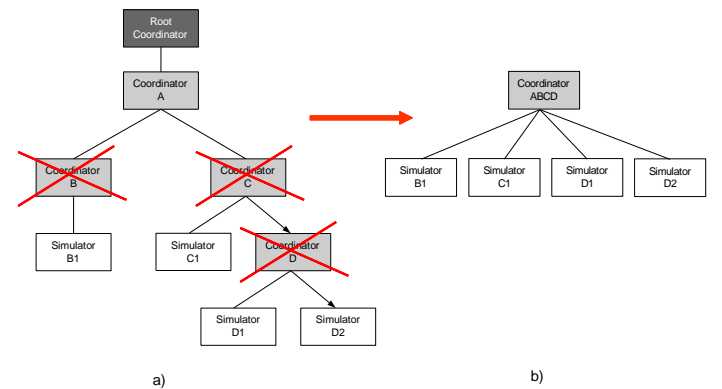 Root
Coordinator
Coordinator
A
Coordinator
ABCD
Coordinator
B
Coordinator
C
Simulator
B1
Simulator
C1
Simulator
D1
Simulator
D2
Simulator
B1
Simulator
C1
Coordinator
D
Simulator
D1
Simulator
D2
a)
b)